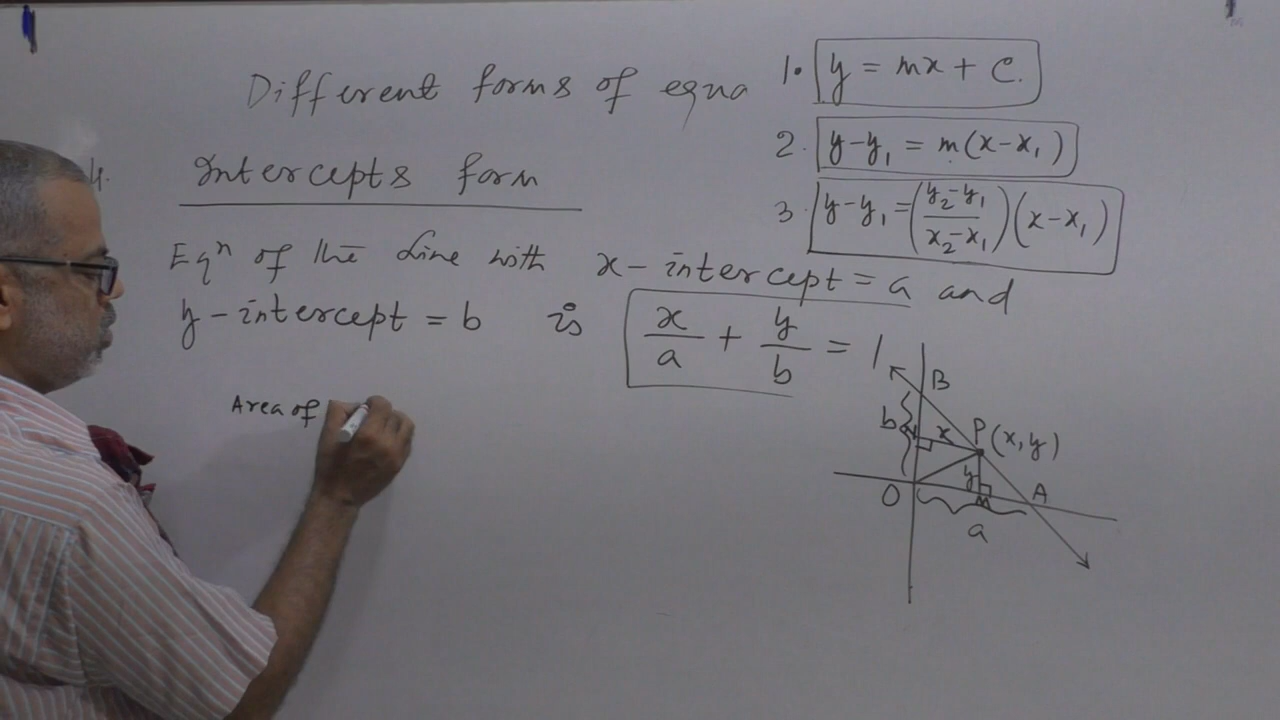 Different forms of equa
1. y = mx + c.
2. y-y₁ = m(x-x₁)
3. y-y₁ = (y₂-y₁/x₂-x₁)(x-x₁)
4. Intercepts form
Eqⁿ of the line with x-intercept = a and
y-intercept = b is x/a + y/b = 1
Area of
B
b
x
P(x,y)
y
O
M
A
a